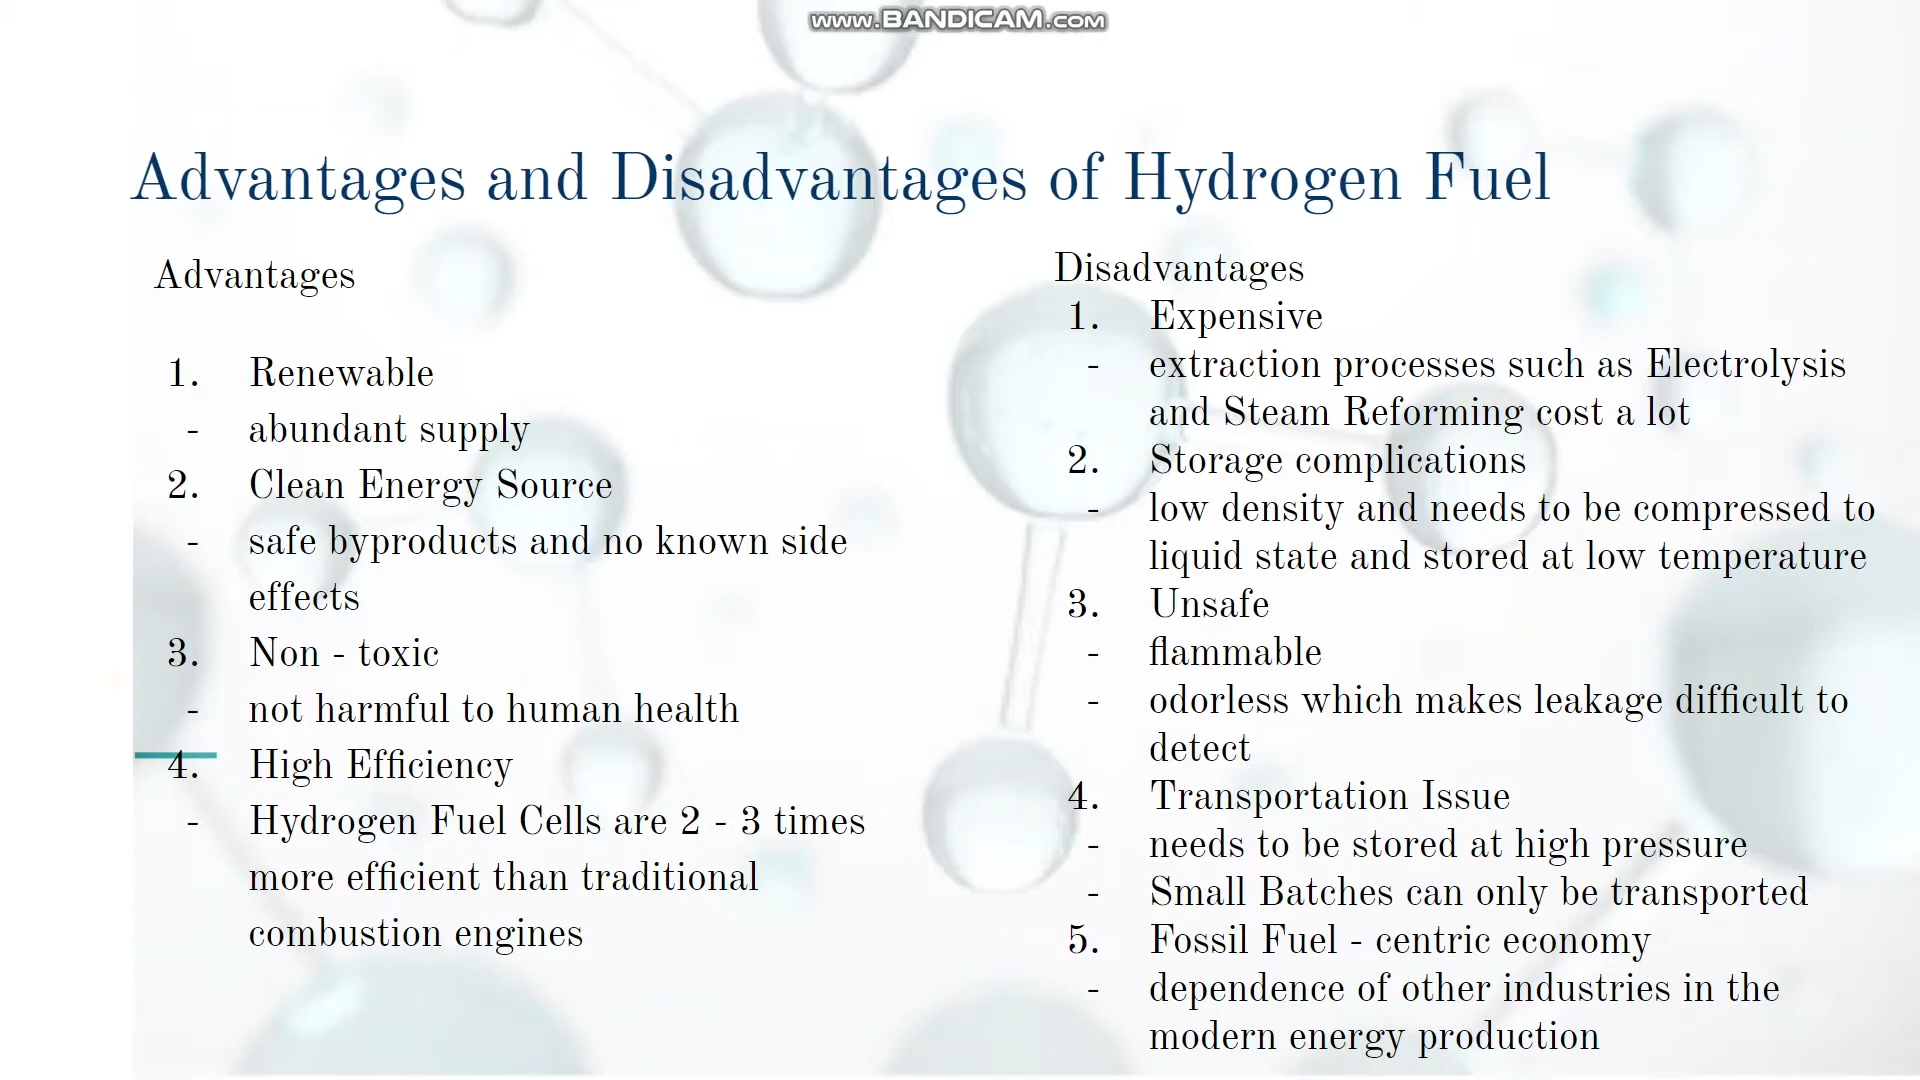 www.BANDICAM.com
Advantages and Disadvantages of Hydrogen Fuel
Advantages
1. Renewable
- abundant supply
2. Clean Energy Source
- safe byproducts and no known side
effects
3. Non - toxic
- not harmful to human health
4. High Efficiency
- Hydrogen Fuel Cells are 2 - 3 times
more efficient than traditional
combustion engines
Disadvantages
1. Expensive
- extraction processes such as Electrolysis
and Steam Reforming cost a lot
2. Storage complications
- low density and needs to be compressed to
liquid state and stored at low temperature
3. Unsafe
- flammable
- odorless which makes leakage difficult to
detect
4. Transportation Issue
- needs to be stored at high pressure
- Small Batches can only be transported
5. Fossil Fuel - centric economy
- dependence of other industries in the
modern energy production